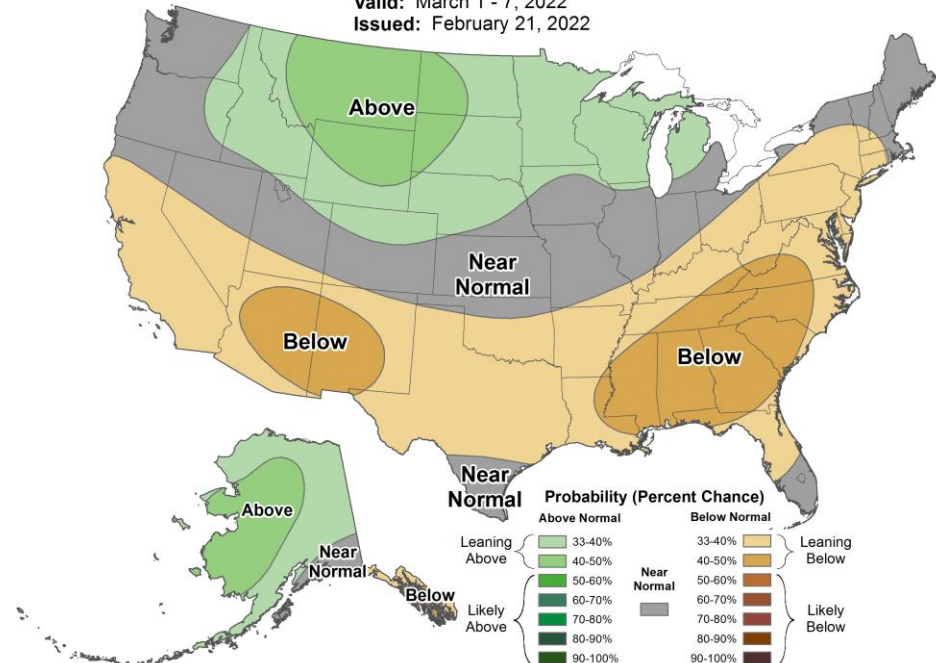 Valid: March 1 - 7, 2022
Issued: February 21, 2022
Above
Near
Normal
Below
Below
Near
Normal
Above
Near
Normal
Below
Probability (Percent Chance)
Above Normal
Below Normal
Leaning
Above
33-40%
40-50%
50-60%
60-70%
70-80%
80-90%
90-100%
Likely
Above
Near
Normal
33-40%
40-50%
50-60%
60-70%
70-80%
80-90%
90-100%
Leaning
Below
Likely
Below